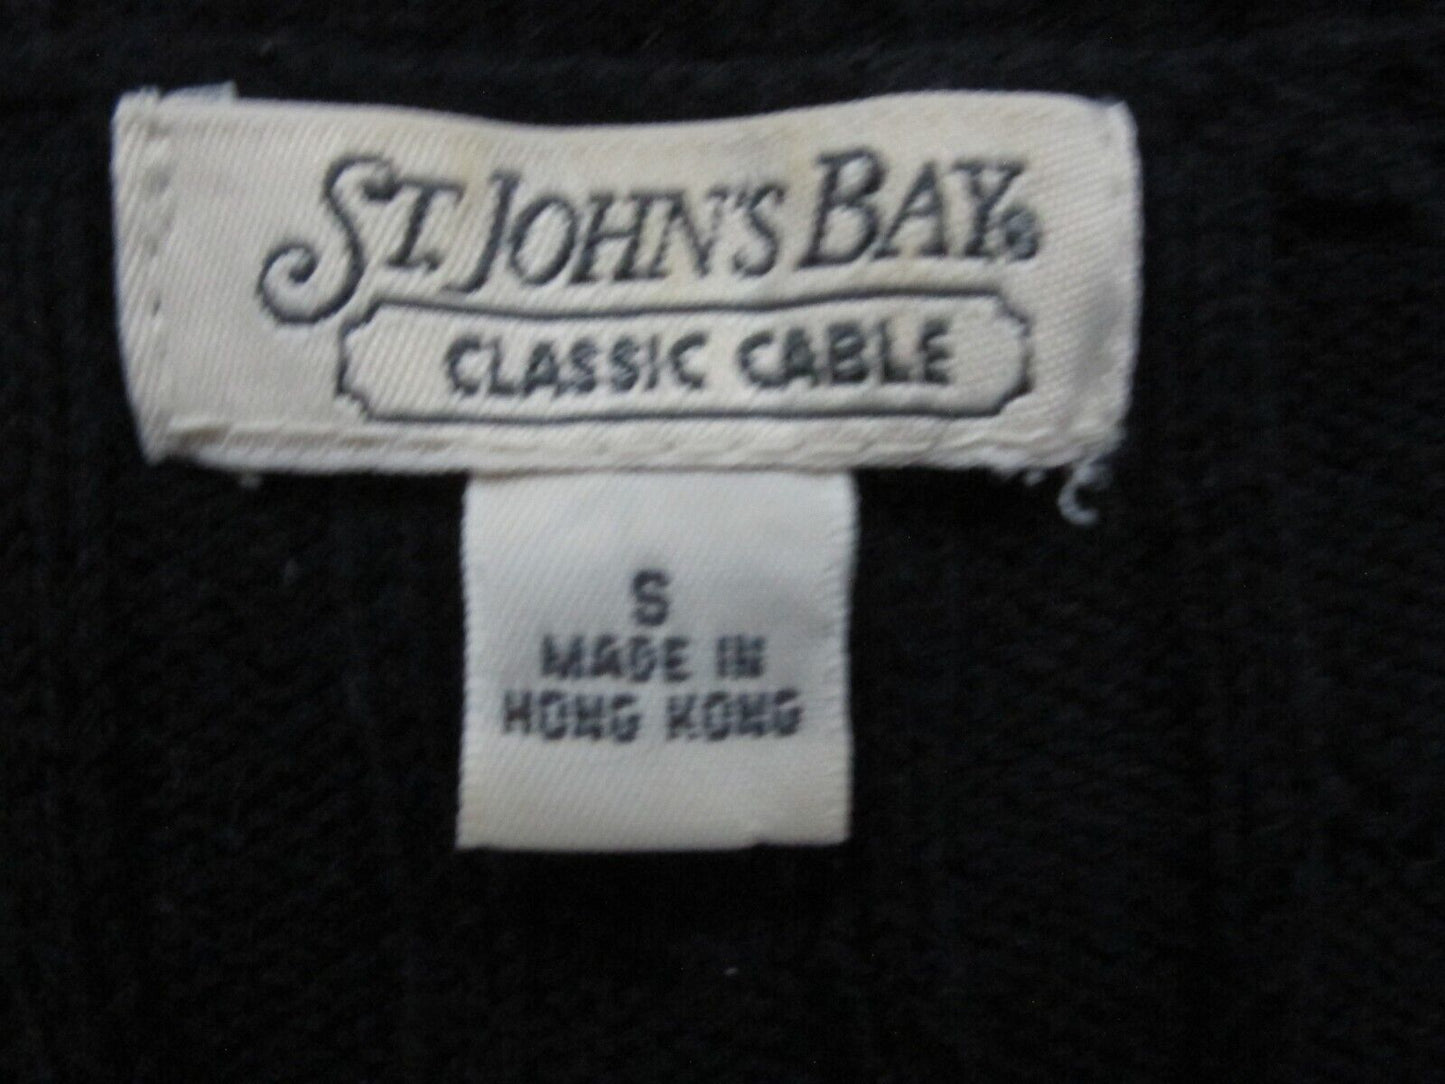 ST. JOHN'S BAY®
CLASSIC CABLE
S
MADE IN
HONG KONG